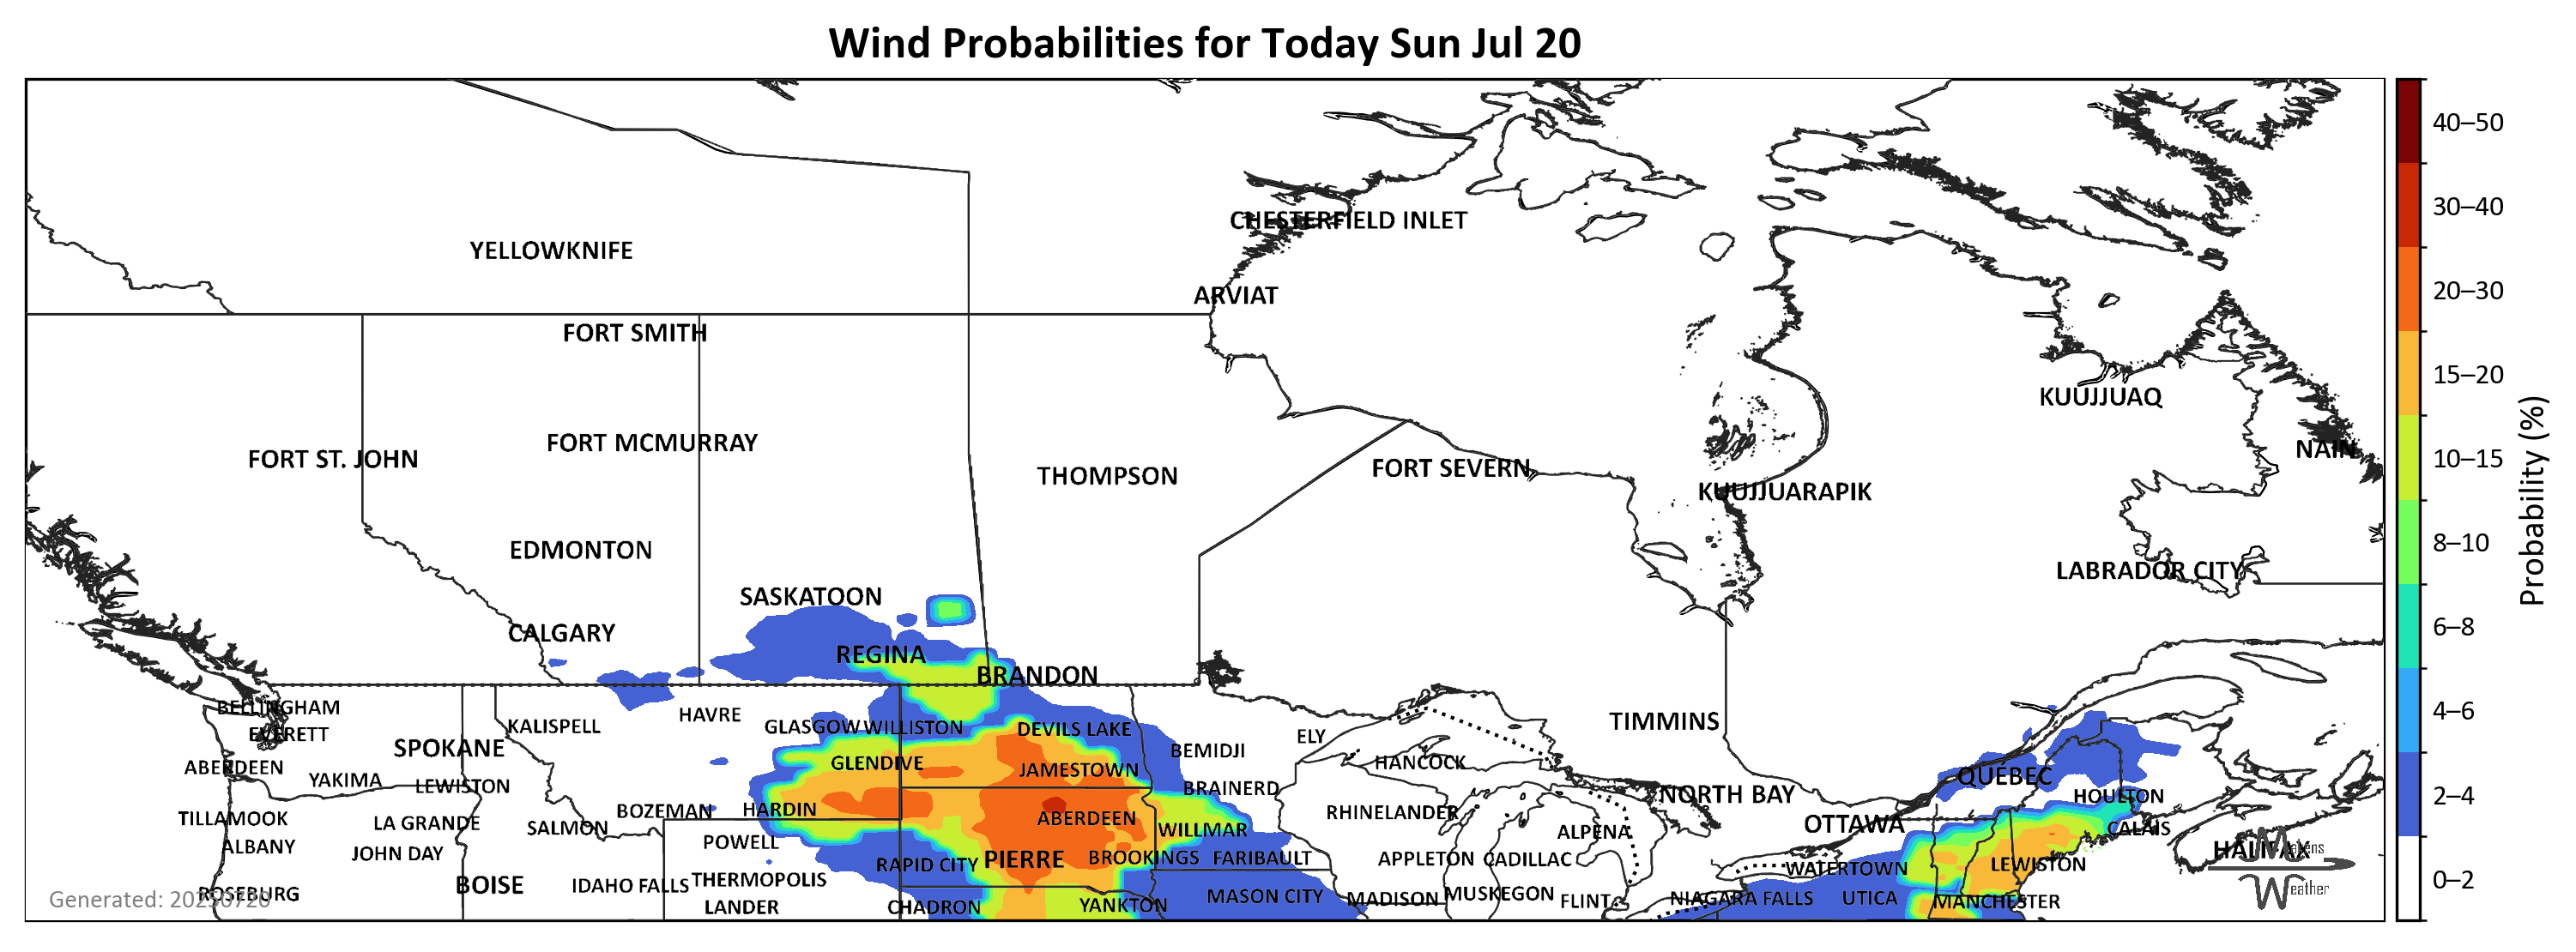 Wind Probabilities for Today Sun Jul 20
40–50
30–40
CHESTERFIELD INLET
YELLOWKNIFE
20–30
ARVIAT
FORT SMITH
15–20
KUUJJUAQ
FORT MCMURRAY
NAIN
FORT ST. JOHN
10–15
FORT SEVERN
THOMPSON
KUUJJUARAPIK
Probability (%)
EDMONTON
8–10
LABRADOR CITY
SASKATOON
6–8
CALGARY
REGINA
BRANDON
BELLINGHAM
HAVRE
4–6
TIMMINS
KALISPELL
GLASGOW
WILLISTON
DEVILS LAKE
EVERETT
ELY
SPOKANE
BEMIDJI
GLENDIVE
HANCOCK
ABERDEEN
JAMESTOWN
QUEBEC
YAKIMA
LEWISTON
BRAINERD
NORTH BAY
HOULTON
2–4
BOZEMAN
HARDIN
RHINELANDER
TILLAMOOK
LA GRANDE
SALMON
ABERDEEN
WILLMAR
ALPENA
OTTAWA
CALAIS
POWELL
ALBANY
JOHN DAY
HALIFAX
RAPID CITY
PIERRE
BROOKINGS
FARIBAULT
APPLETON
CADILLAC
WATERTOWN
LEWISTON
BOISE
IDAHO FALLS
THERMOPOLIS
0–2
Generated: 20250720
ROSEBURG
LANDER
CHADRON
YANKTON
MASON CITY
MADISON
MUSKEGON
FLINT
NIAGARA FALLS
UTICA
MANCHESTER
Weather